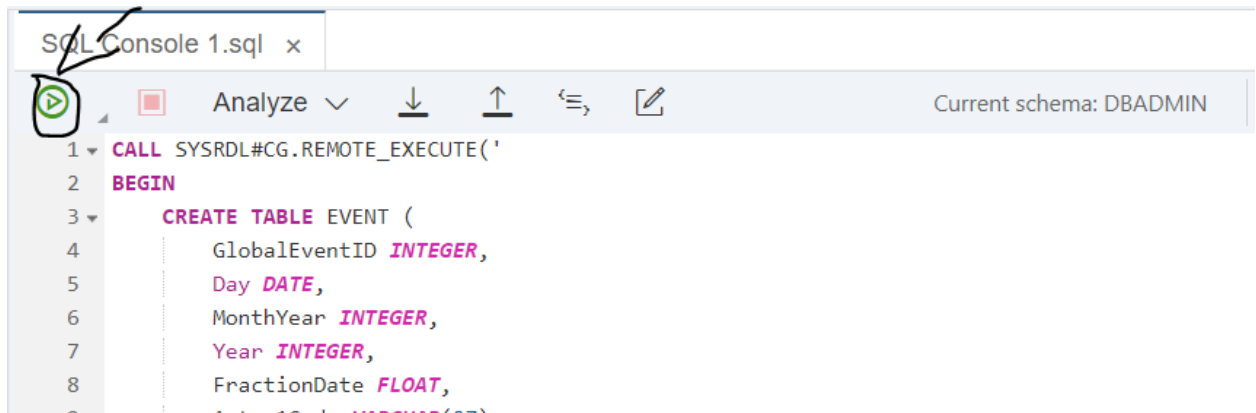 SQL Console 1.sql ×
Analyze Current schema: DBADMIN
1 CALL SYSRDL#CG.REMOTE_EXECUTE('
2 BEGIN
3 CREATE TABLE EVENT (
4 GlobalEventID INTEGER,
5 Day DATE,
6 MonthYear INTEGER,
7 Year INTEGER,
8 FractionDate FLOAT,